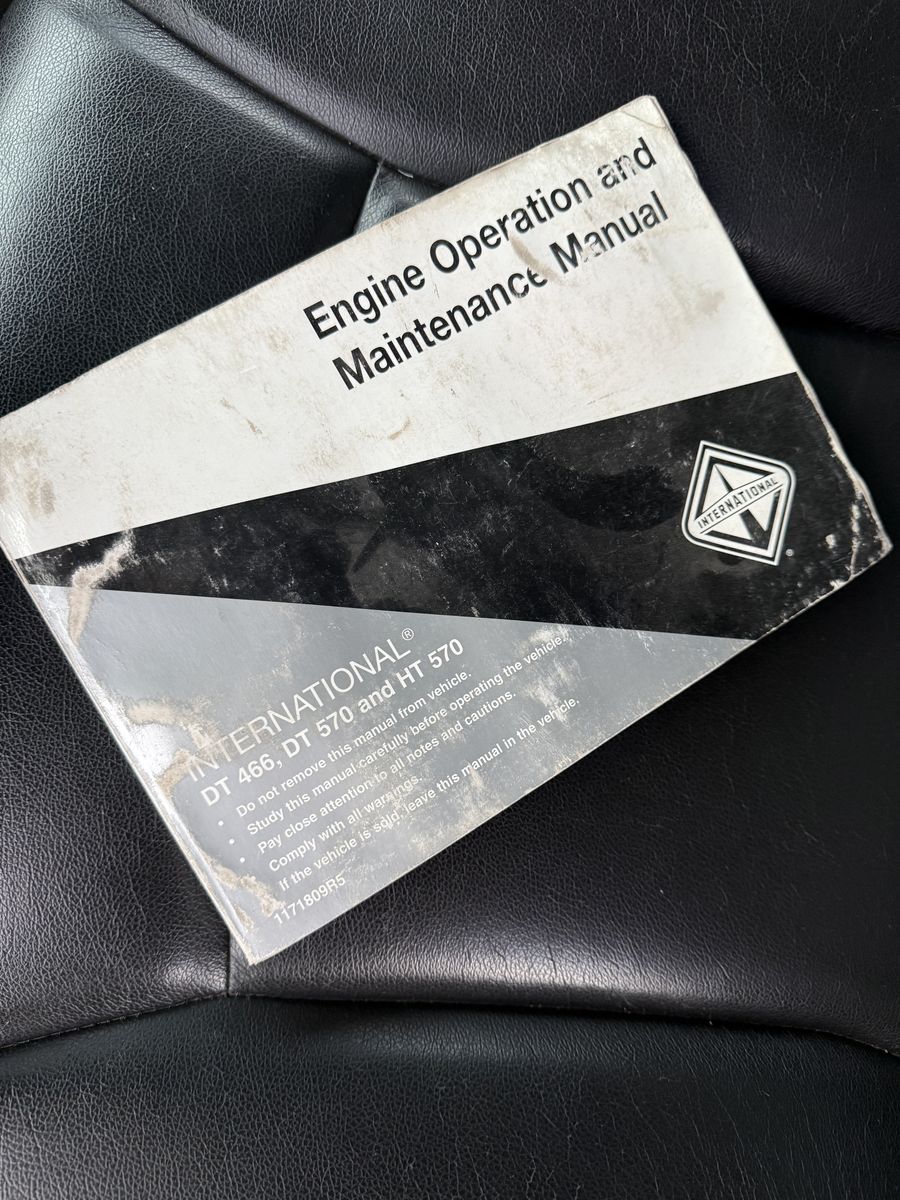 Engine Operation and
Maintenance Manual
INTERNATIONAL
INTERNATIONAL®
DT 466, DT 570 and HT 570
• Do not remove this manual from vehicle.
• Study this manual carefully before operating the vehicle.
• Pay close attention to all notes and cautions.
Comply with all warnings.
If the vehicle is sold, leave this manual in the vehicle.
1171809R5